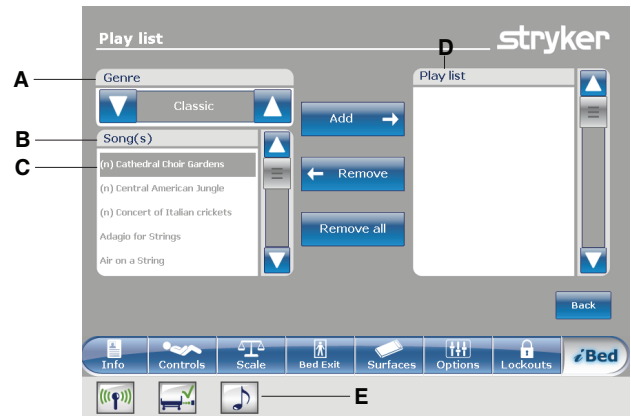 Play list
stryker
D
A
Genre
Play list
Classic
Add
B
Song(s)
C
(n) Cathedral Choir Gardens
Remove
(n) Central American Jungle
(n) Concert of Italian crickets
Remove all
Adagio for Strings
Air on a String
Back
Info
Controls
Scale
Bed Exit
Surfaces
Options
Lockouts
iBed
E